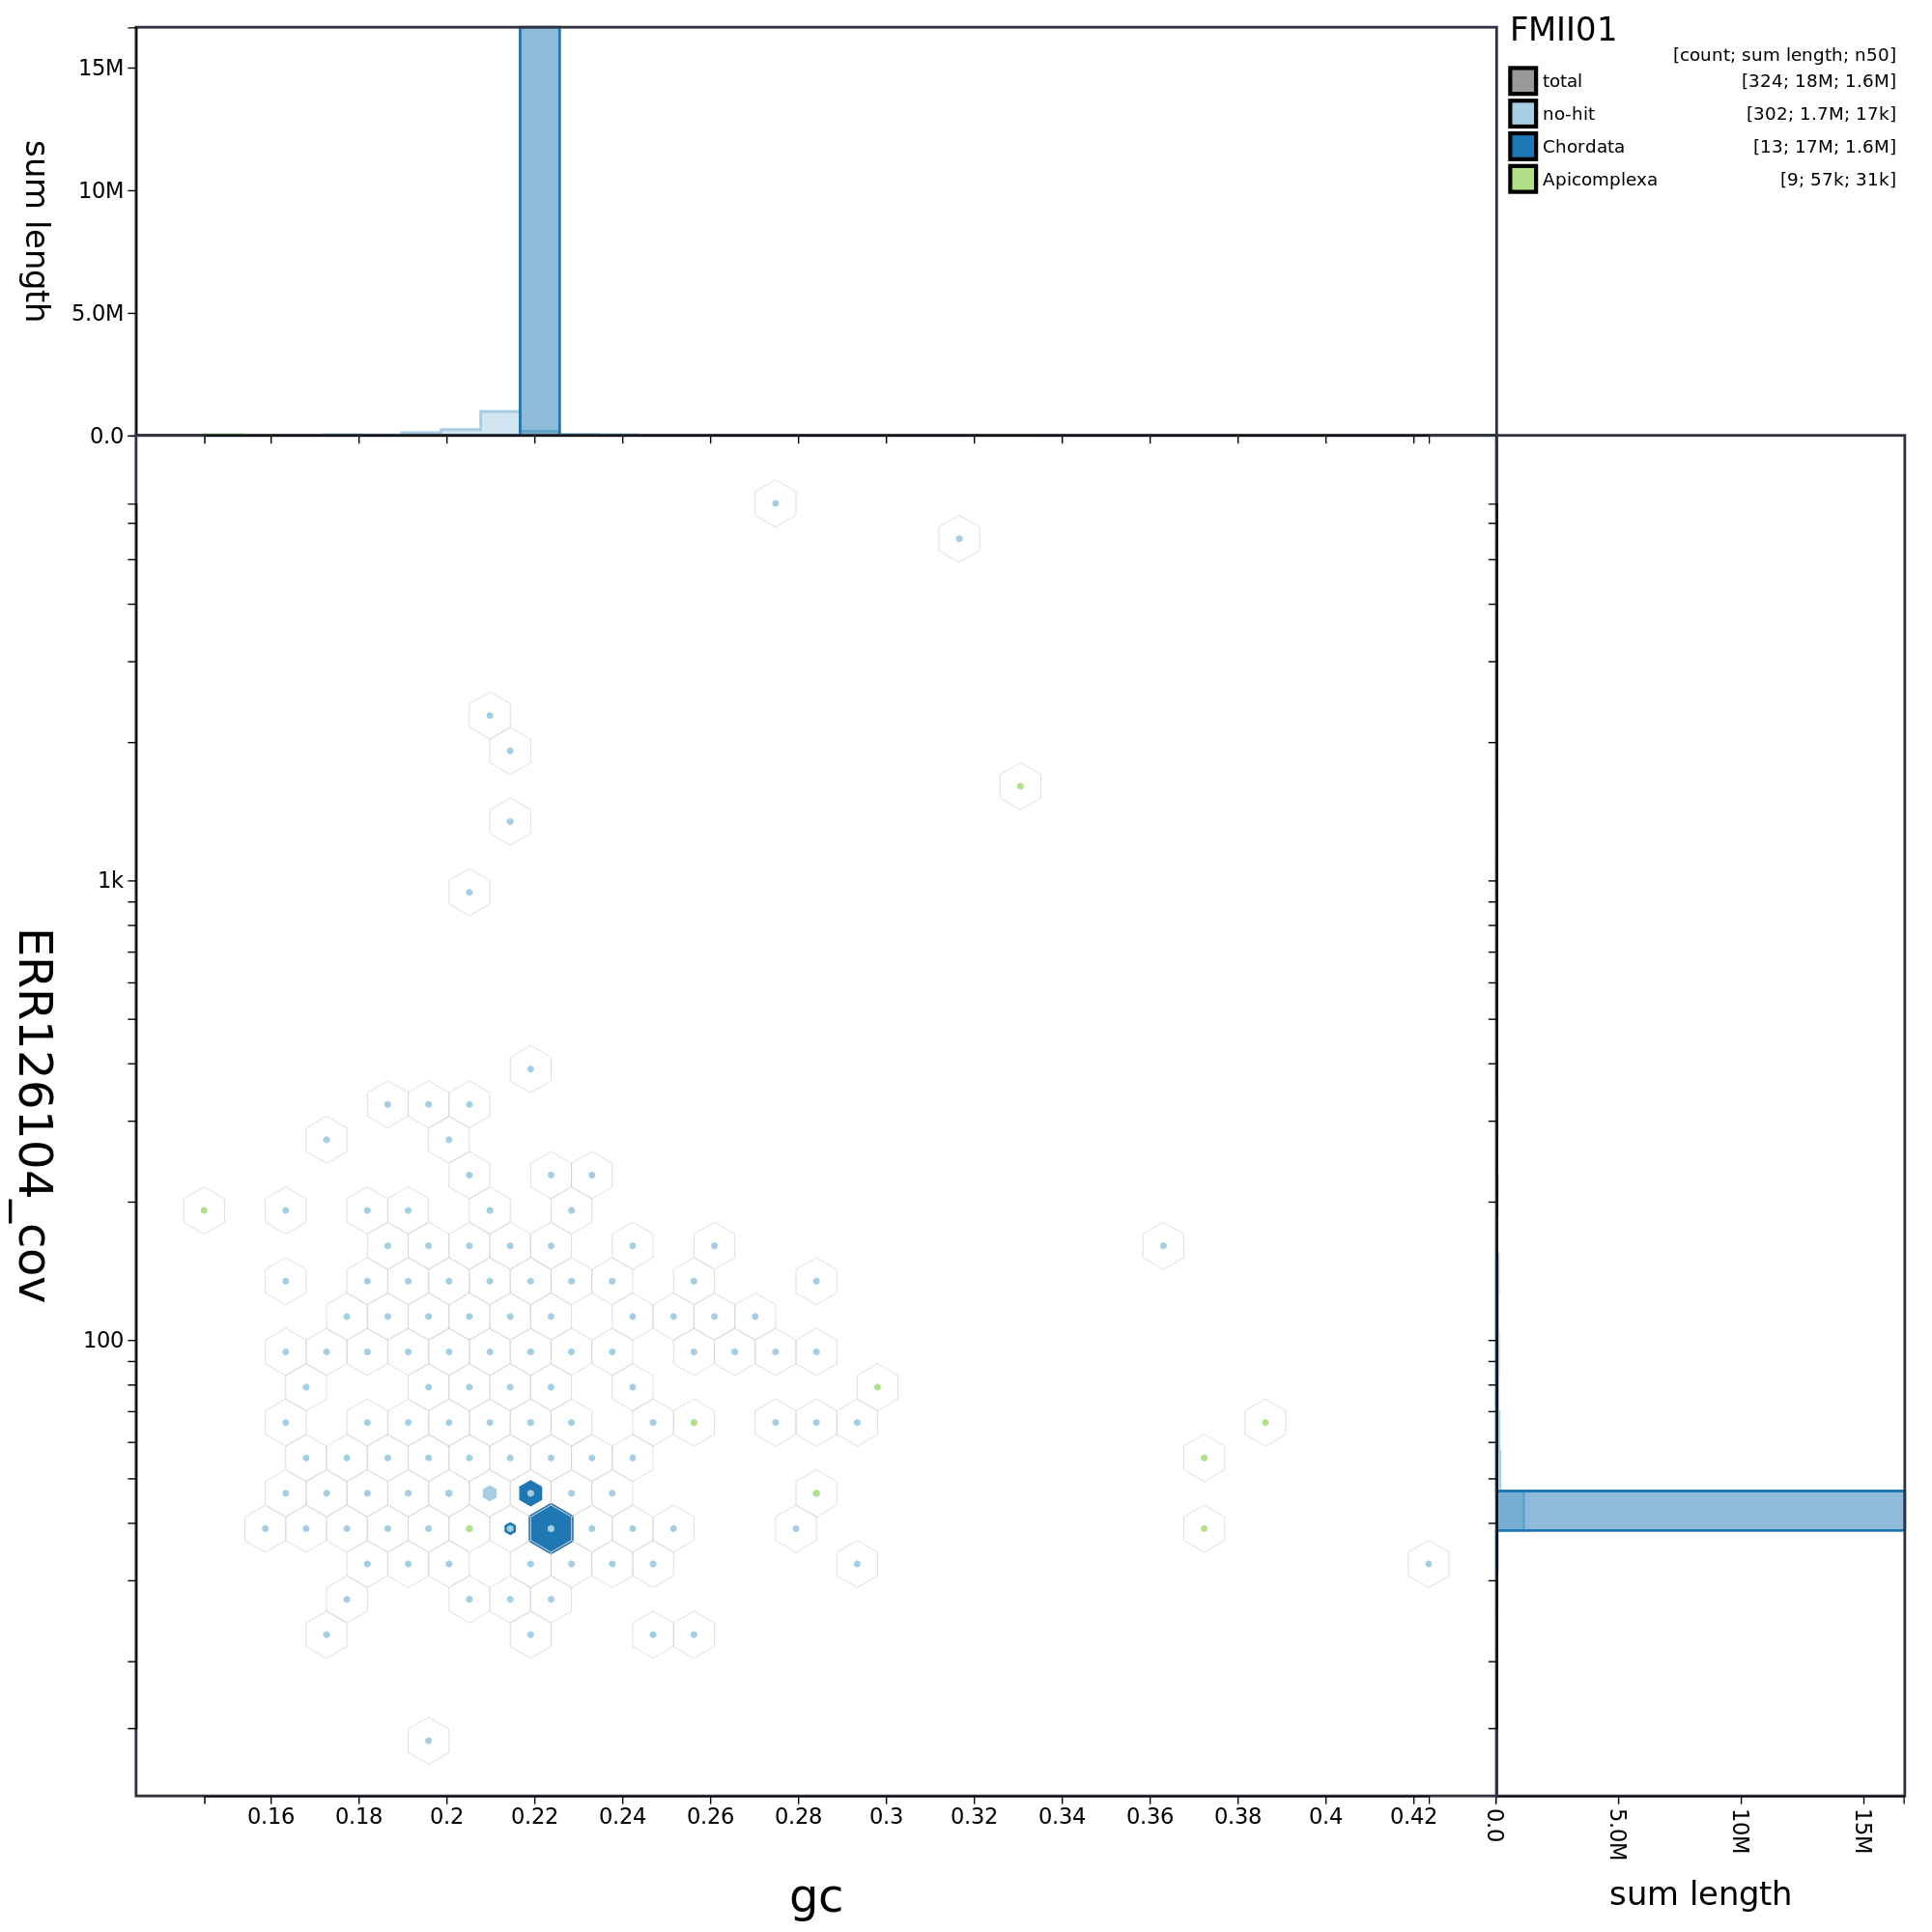 FMII01
[count; sum length; n50]
total [324; 18M; 1.6M]
no-hit [302; 1.7M; 17k]
Chordata [13; 17M; 1.6M]
Apicomplexa [9; 57k; 31k]
sum length
15M
10M
5.0M
0.0
ERR126104_cov
1k
100
0.16 0.18 0.2 0.22 0.24 0.26 0.28 0.3 0.32 0.34 0.36 0.38 0.4 0.42
gc
0.0 5.0M 10M 15M
sum length